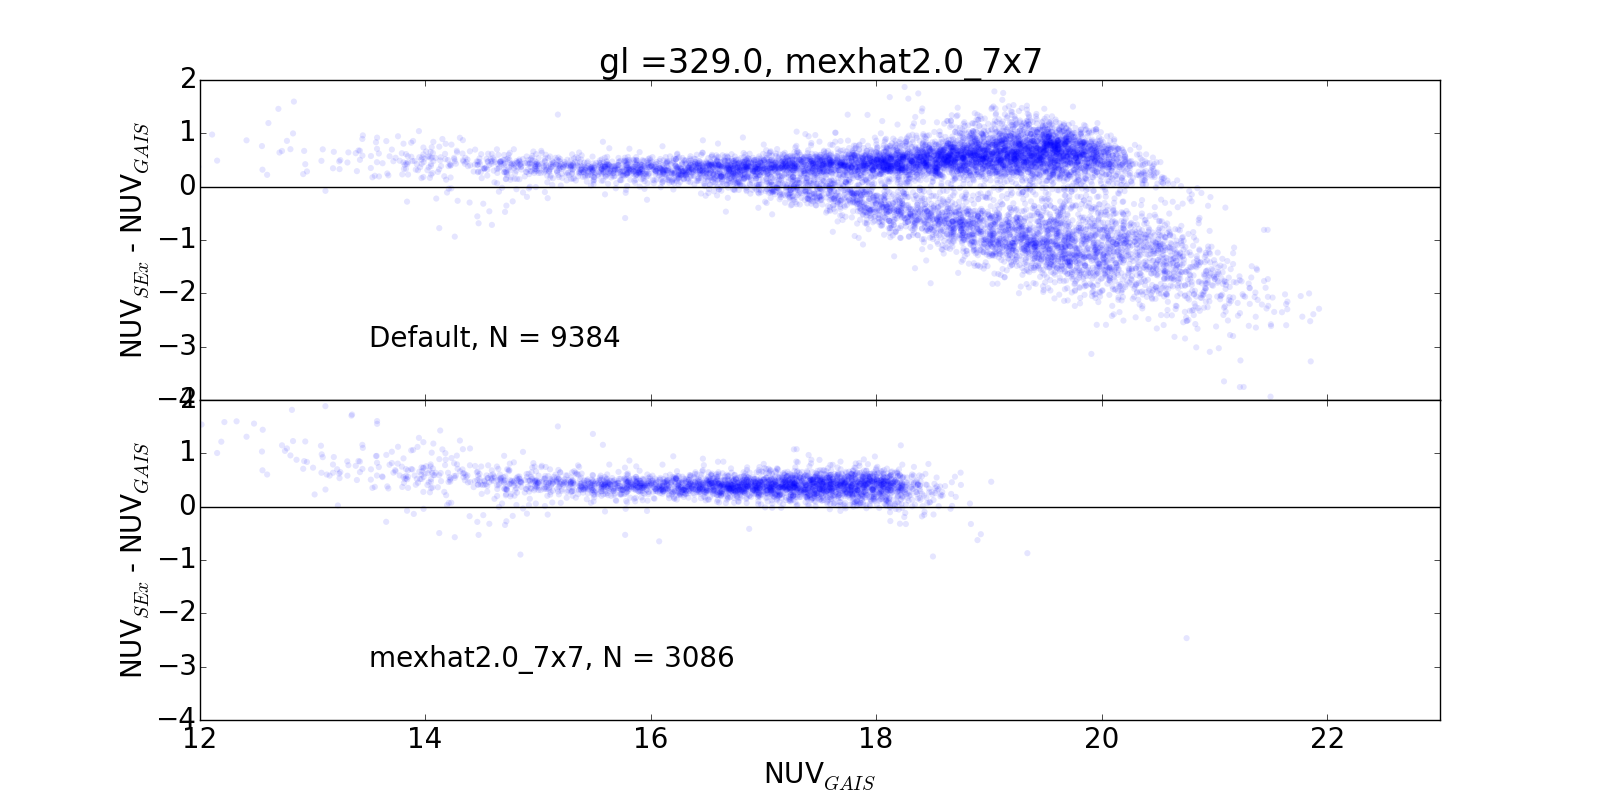 gl =329.0, mexhat2.0_7x7
2
1
0
−1
−2
−3
−4
NUV_SEx - NUV_GAIS
Default, N = 9384
2
1
0
−1
−2
−3
−4
NUV_SEx - NUV_GAIS
mexhat2.0_7x7, N = 3086
12 14 16 18 20 22
NUV_GAIS